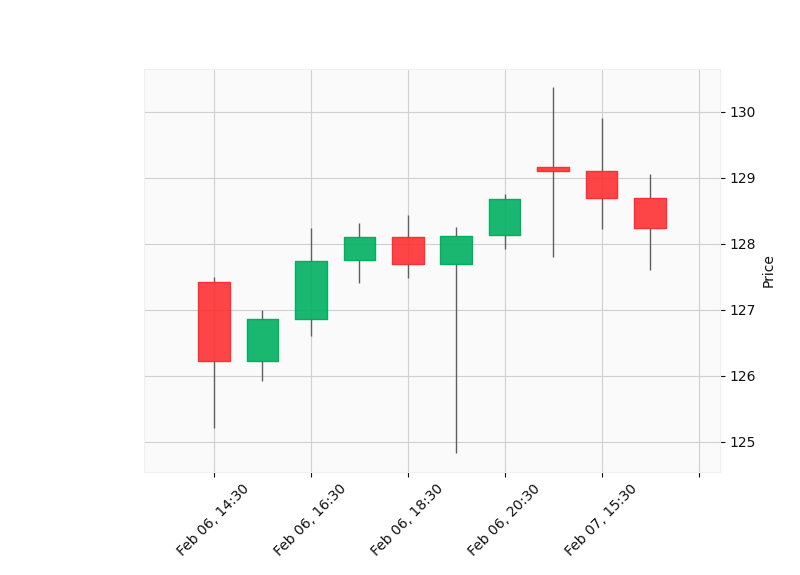 130
129
128
127
126
125
Price
Feb 06, 14:30
Feb 06, 16:30
Feb 06, 18:30
Feb 06, 20:30
Feb 07, 15:30